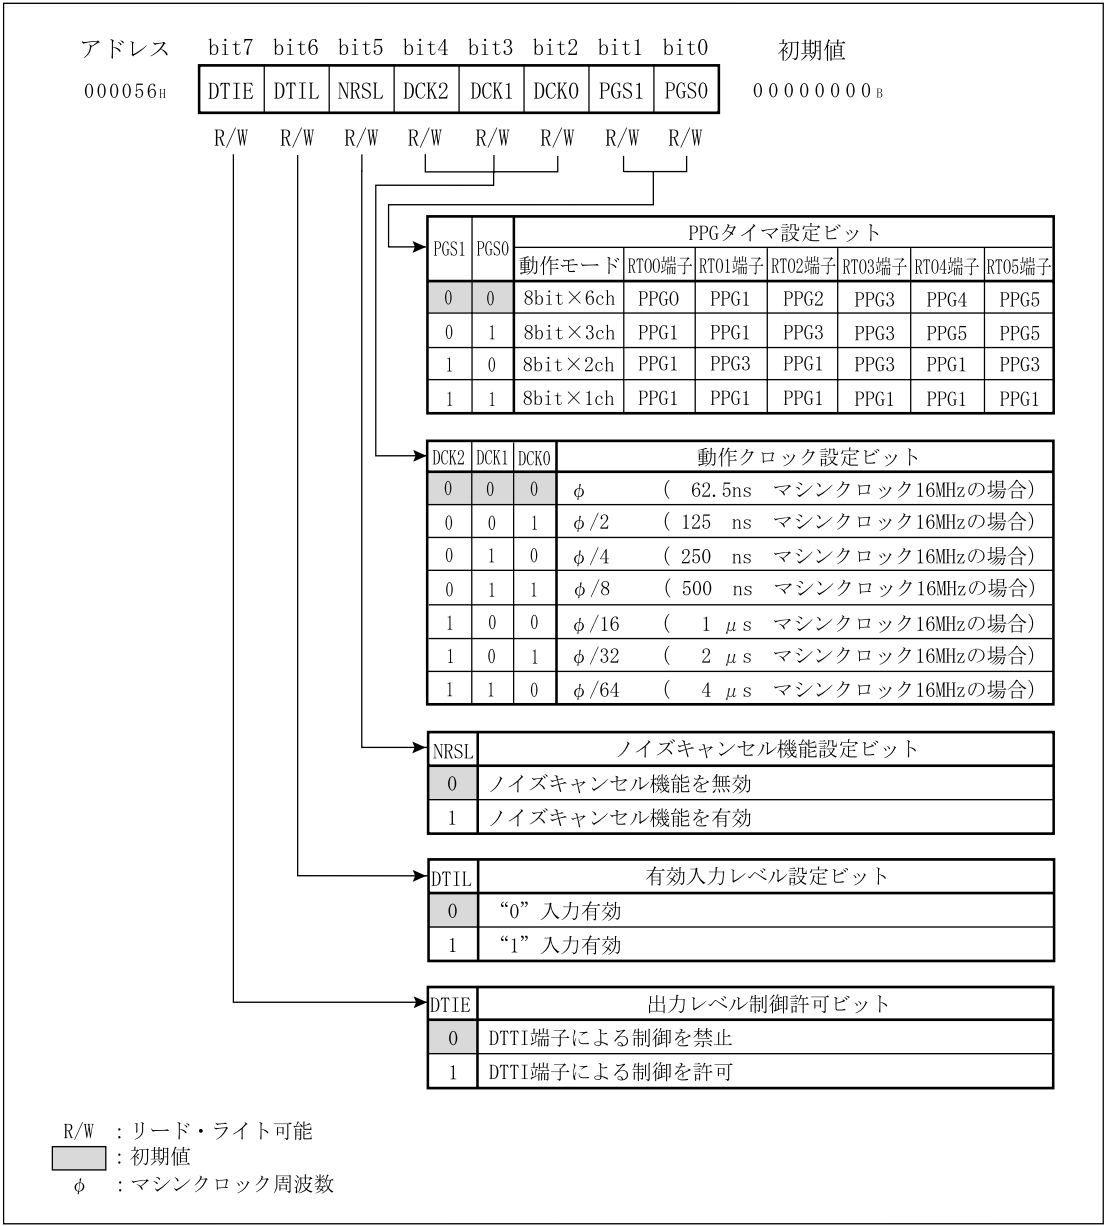 アドレス bit7 bit6 bit5 bit4 bit3 bit2 bit1 bit0 初期値
000056H DTIE DTIL NRSL DCK2 DCK1 DCK0 PGS1 PGS0 00000000B
R/W R/W R/W R/W R/W R/W R/W R/W
PGS1 PGS0 PPGタイマ設定ビット
動作モード RT00端子 RT01端子 RT02端子 RT03端子 RT04端子 RT05端子
0 0 8bit×6ch PPG0 PPG1 PPG2 PPG3 PPG4 PPG5
0 1 8bit×3ch PPG1 PPG1 PPG3 PPG3 PPG5 PPG5
1 0 8bit×2ch PPG1 PPG3 PPG1 PPG3 PPG1 PPG3
1 1 8bit×1ch PPG1 PPG1 PPG1 PPG1 PPG1 PPG1
DCK2 DCK1 DCK0 動作クロック設定ビット
0 0 0 φ ( 62.5ns マシンクロック16MHzの場合)
0 0 1 φ/2 ( 125 ns マシンクロック16MHzの場合)
0 1 0 φ/4 ( 250 ns マシンクロック16MHzの場合)
0 1 1 φ/8 ( 500 ns マシンクロック16MHzの場合)
1 0 0 φ/16 ( 1 μs マシンクロック16MHzの場合)
1 0 1 φ/32 ( 2 μs マシンクロック16MHzの場合)
1 1 0 φ/64 ( 4 μs マシンクロック16MHzの場合)
NRSL ノイズキャンセル機能設定ビット
0 ノイズキャンセル機能を無効
1 ノイズキャンセル機能を有効
DTIL 有効入力レベル設定ビット
0 “0”入力有効
1 “1”入力有効
DTIE 出力レベル制御許可ビット
0 DTTI端子による制御を禁止
1 DTTI端子による制御を許可
R/W :リード・ライト可能
:初期値
φ :マシンクロック周波数